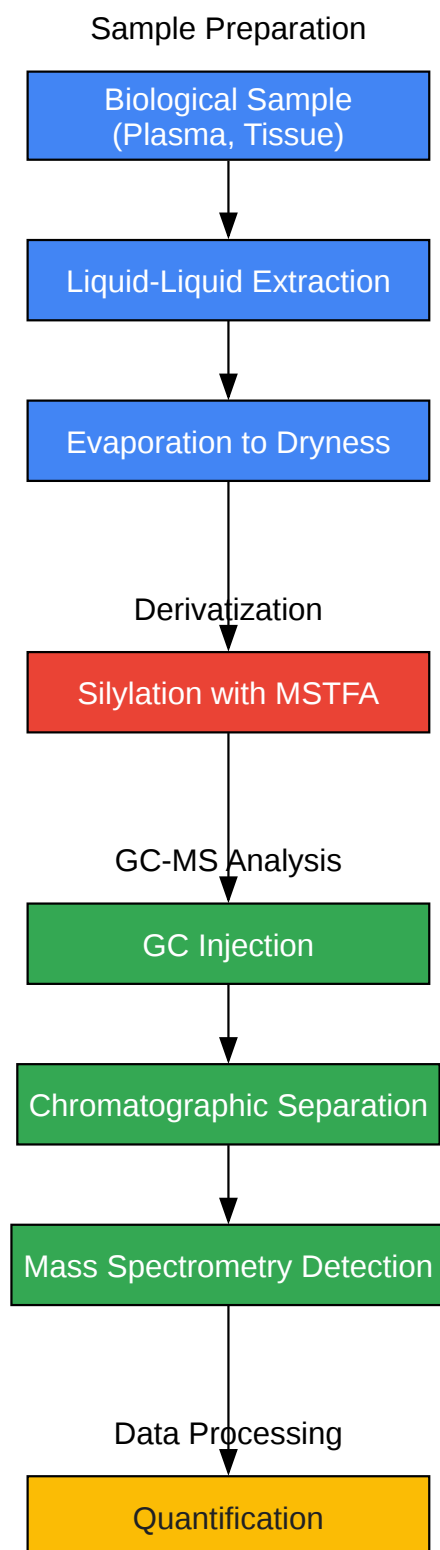 Sample Preparation
Biological Sample
(Plasma, Tissue)
Liquid-Liquid Extraction
Evaporation to Dryness
Derivatization
Silylation with MSTFA
GC-MS Analysis
GC Injection
Chromatographic Separation
Mass Spectrometry Detection
Data Processing
Quantification